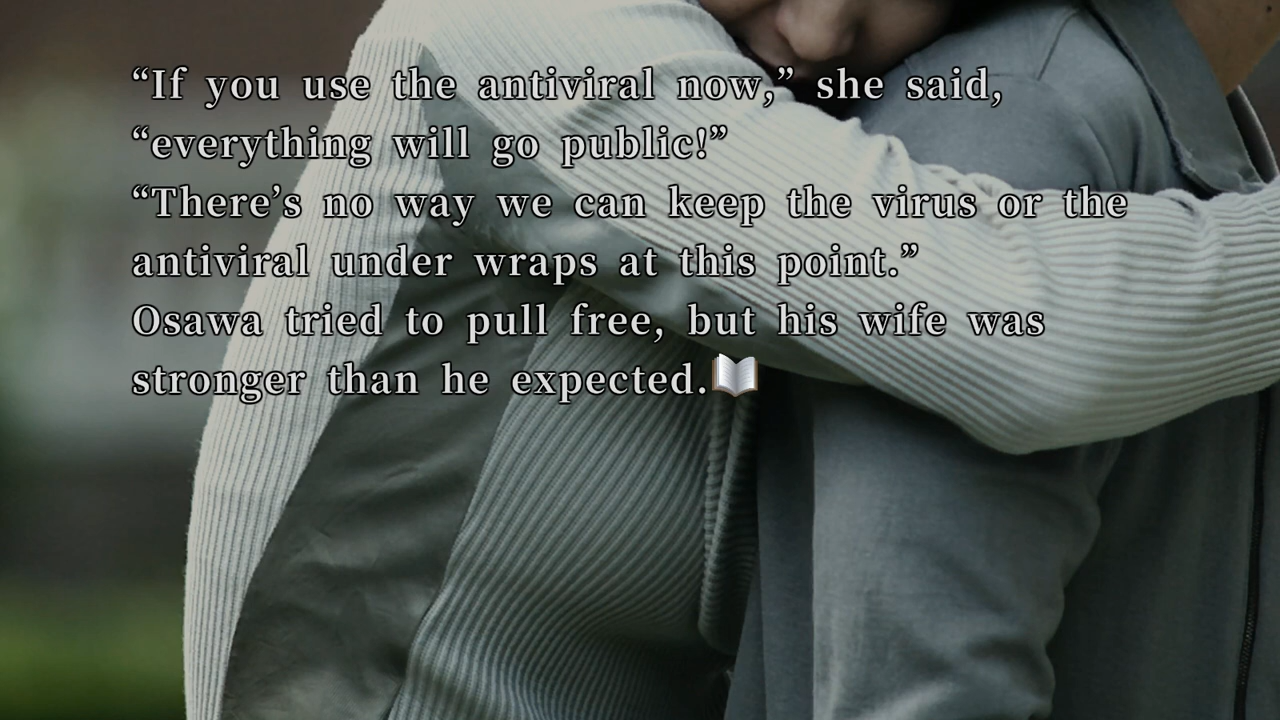 “If you use the antiviral now,” she said,
“everything will go public!”
“There’s no way we can keep the virus or the
antiviral under wraps at this point.”
Osawa tried to pull free, but his wife was
stronger than he expected.